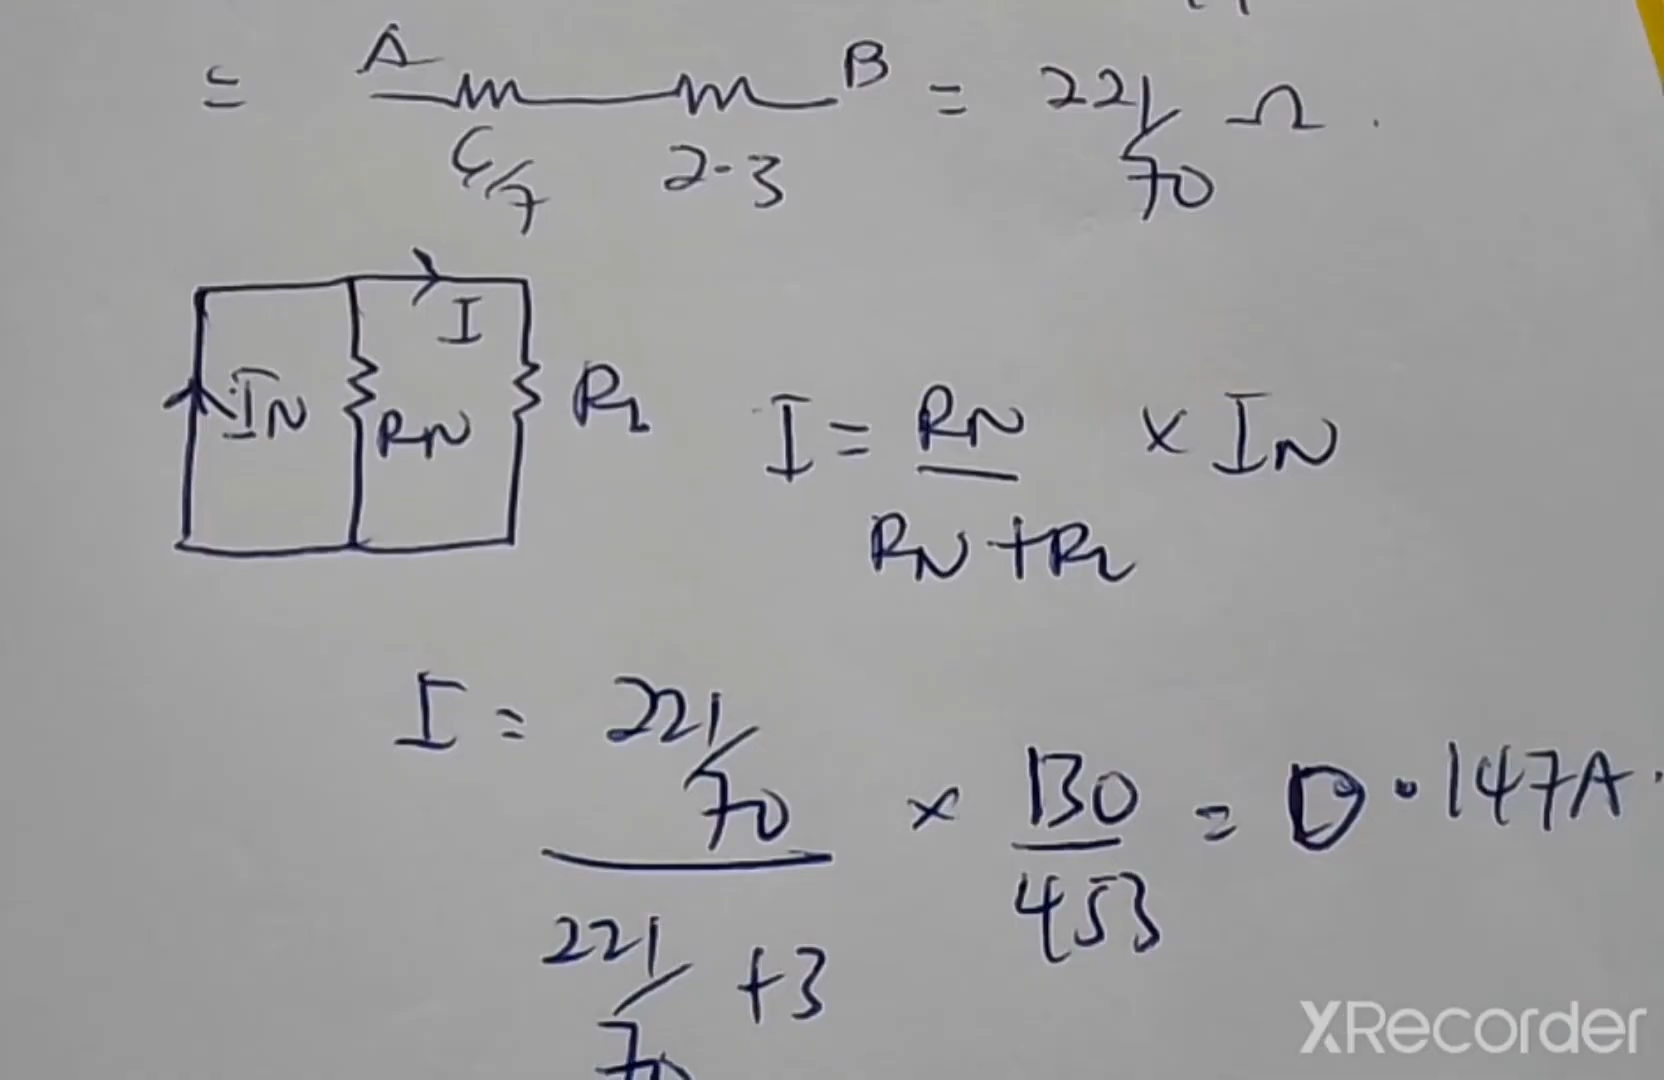 = A B = 221/70 Ω.
6/7 2.3
I
IN RN RL I = RN/RN+RL × IN
I = 221/70 / 221/70 +3 × 130/453 = 0.147A.
XRecorder